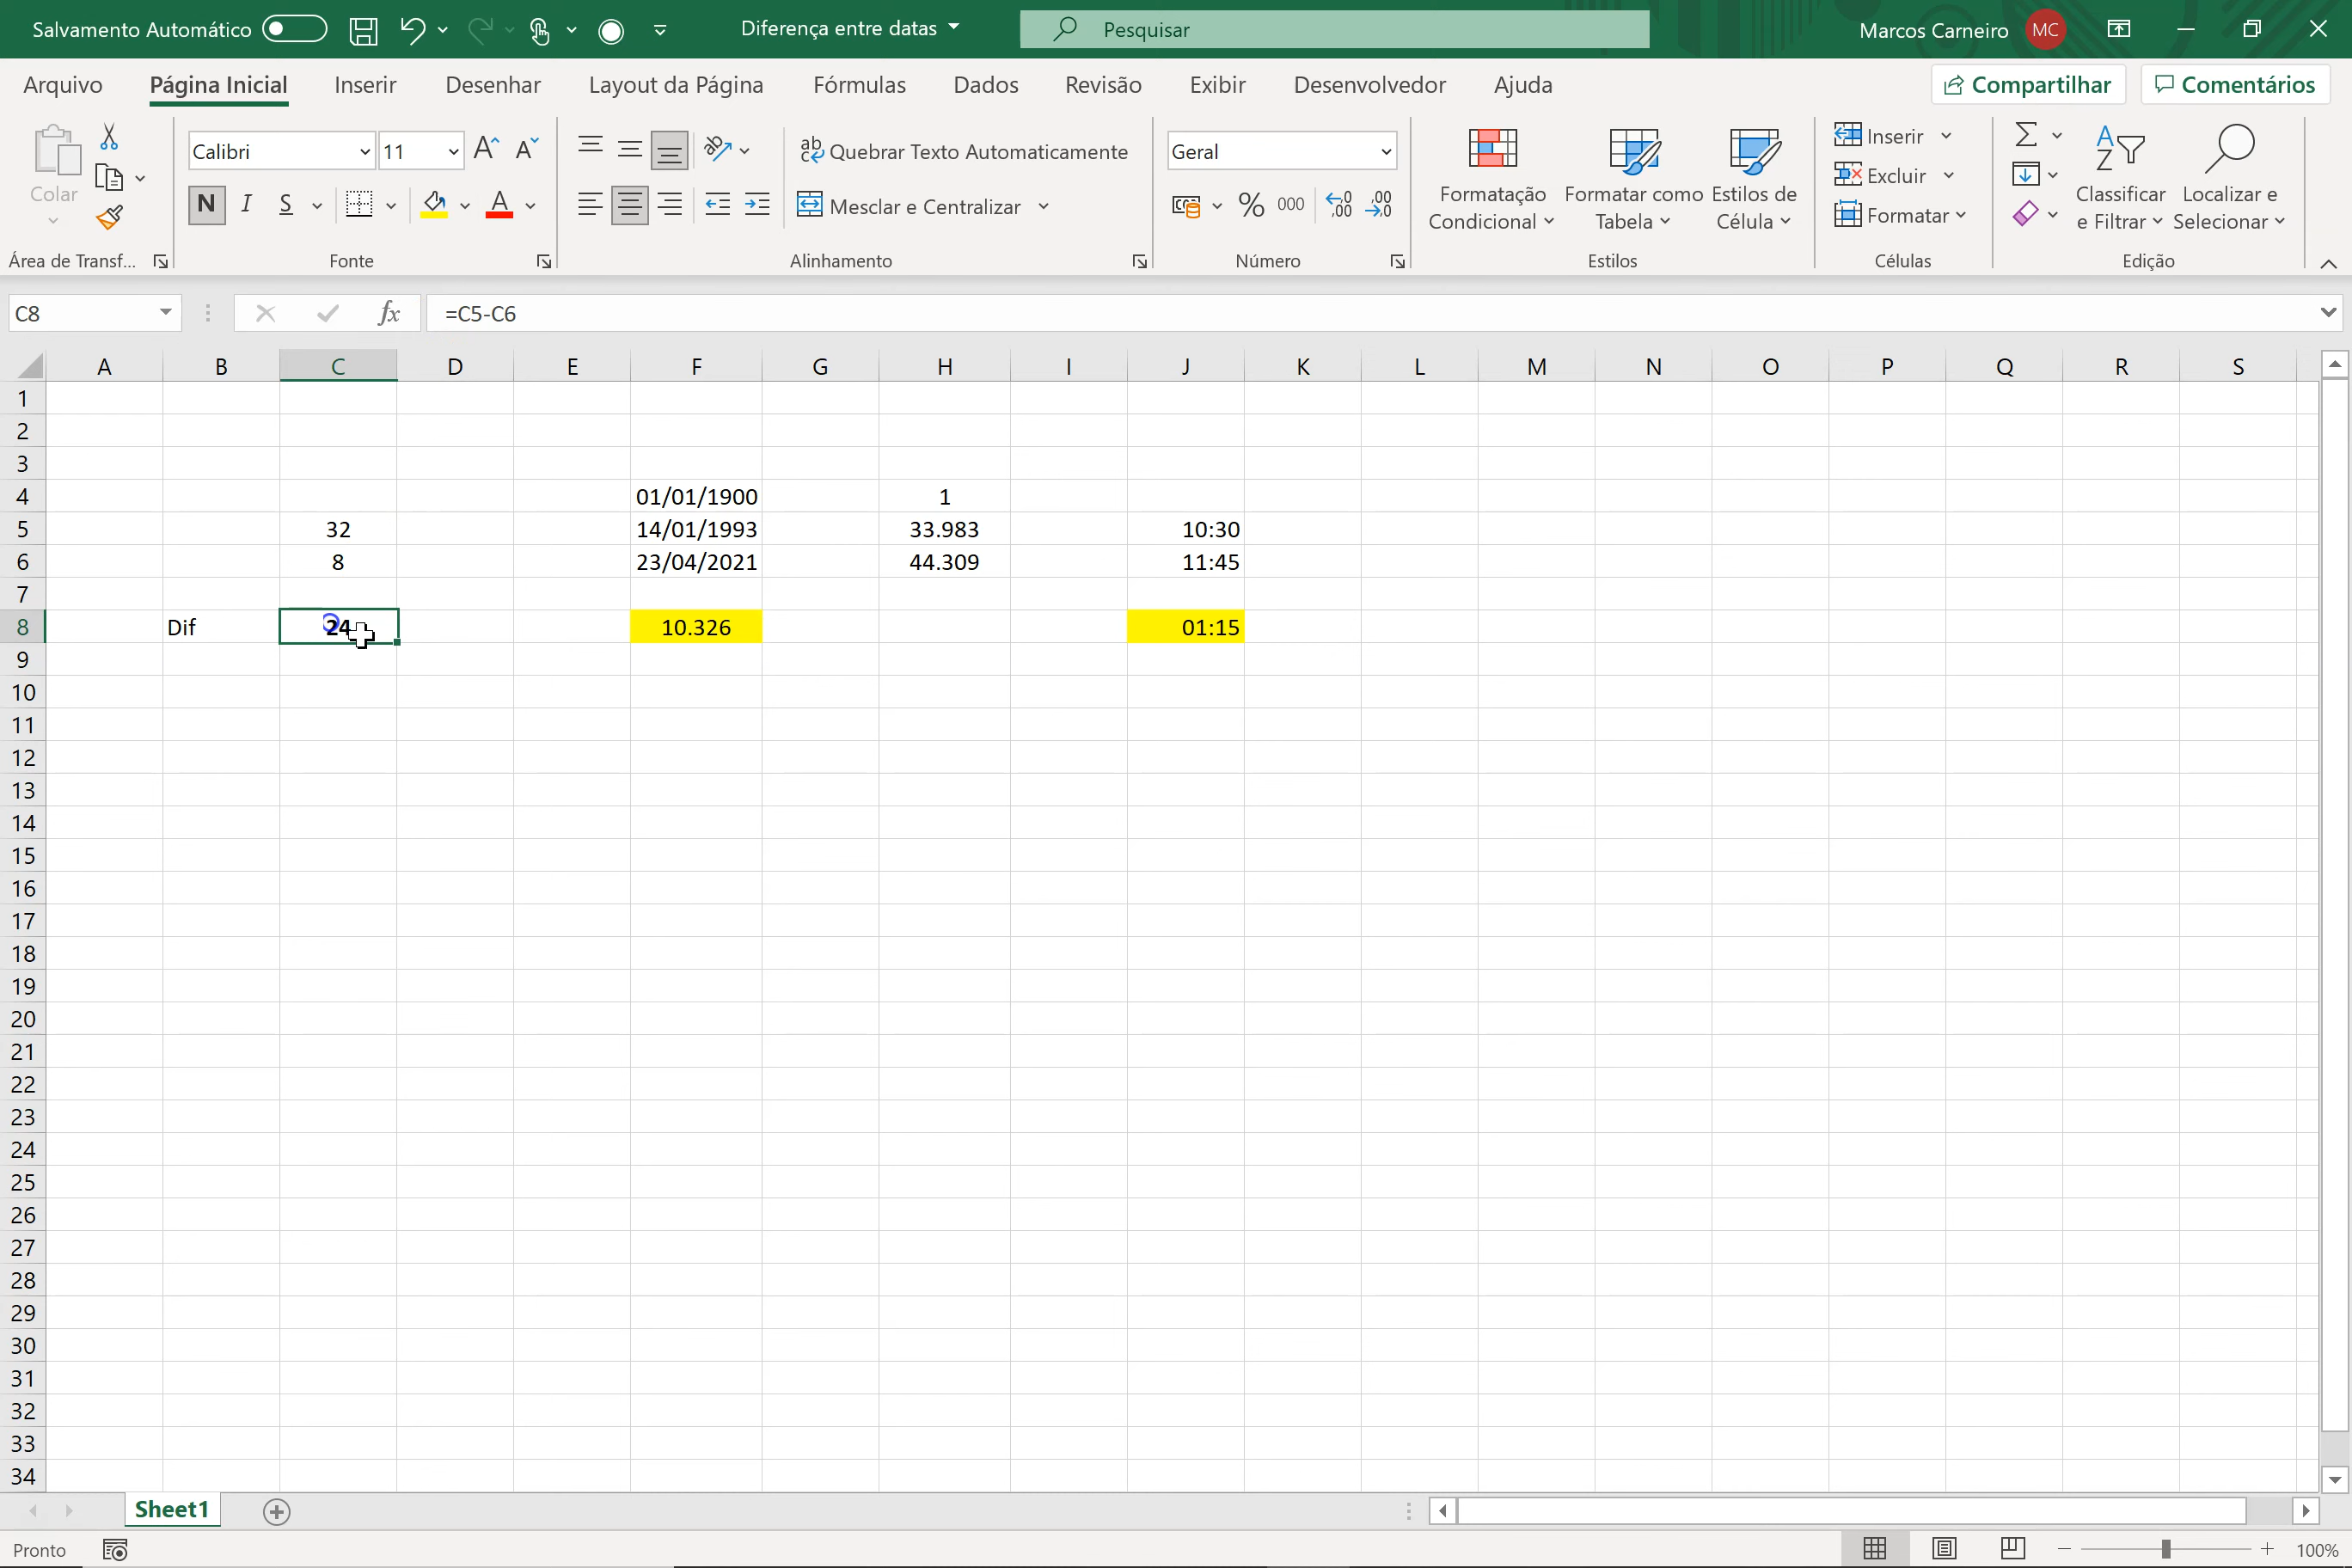 Salvamento Automático
Diferença entre datas
Pesquisar
Marcos Carneiro MC
Arquivo Página Inicial Inserir Desenhar Layout da Página Fórmulas Dados Revisão Exibir Desenvolvedor Ajuda Compartilhar Comentários
Colar
Área de Transf...
Calibri 11
N I S A
Fonte
Quebrar Texto Automaticamente
Mesclar e Centralizar
Alinhamento
Geral
% 000 ,00 ,00
Número
Formatação Condicional
Formatar como Tabela
Estilos de Célula
Estilos
Inserir
Excluir
Formatar
Células
Classificar e Filtrar
Localizar e Selecionar
Edição
C8 fx =C5-C6
A B C D E F G H I J K L M N O P Q R S
1
2
3
4 01/01/1900 1
5 32 14/01/1993 33.983 10:30
6 8 23/04/2021 44.309 11:45
7
8 Dif 24 10.326 01:15
9
10
11
12
13
14
15
16
17
18
19
20
21
22
23
24
25
26
27
28
29
30
31
32
33
34
Sheet1
Pronto 100%